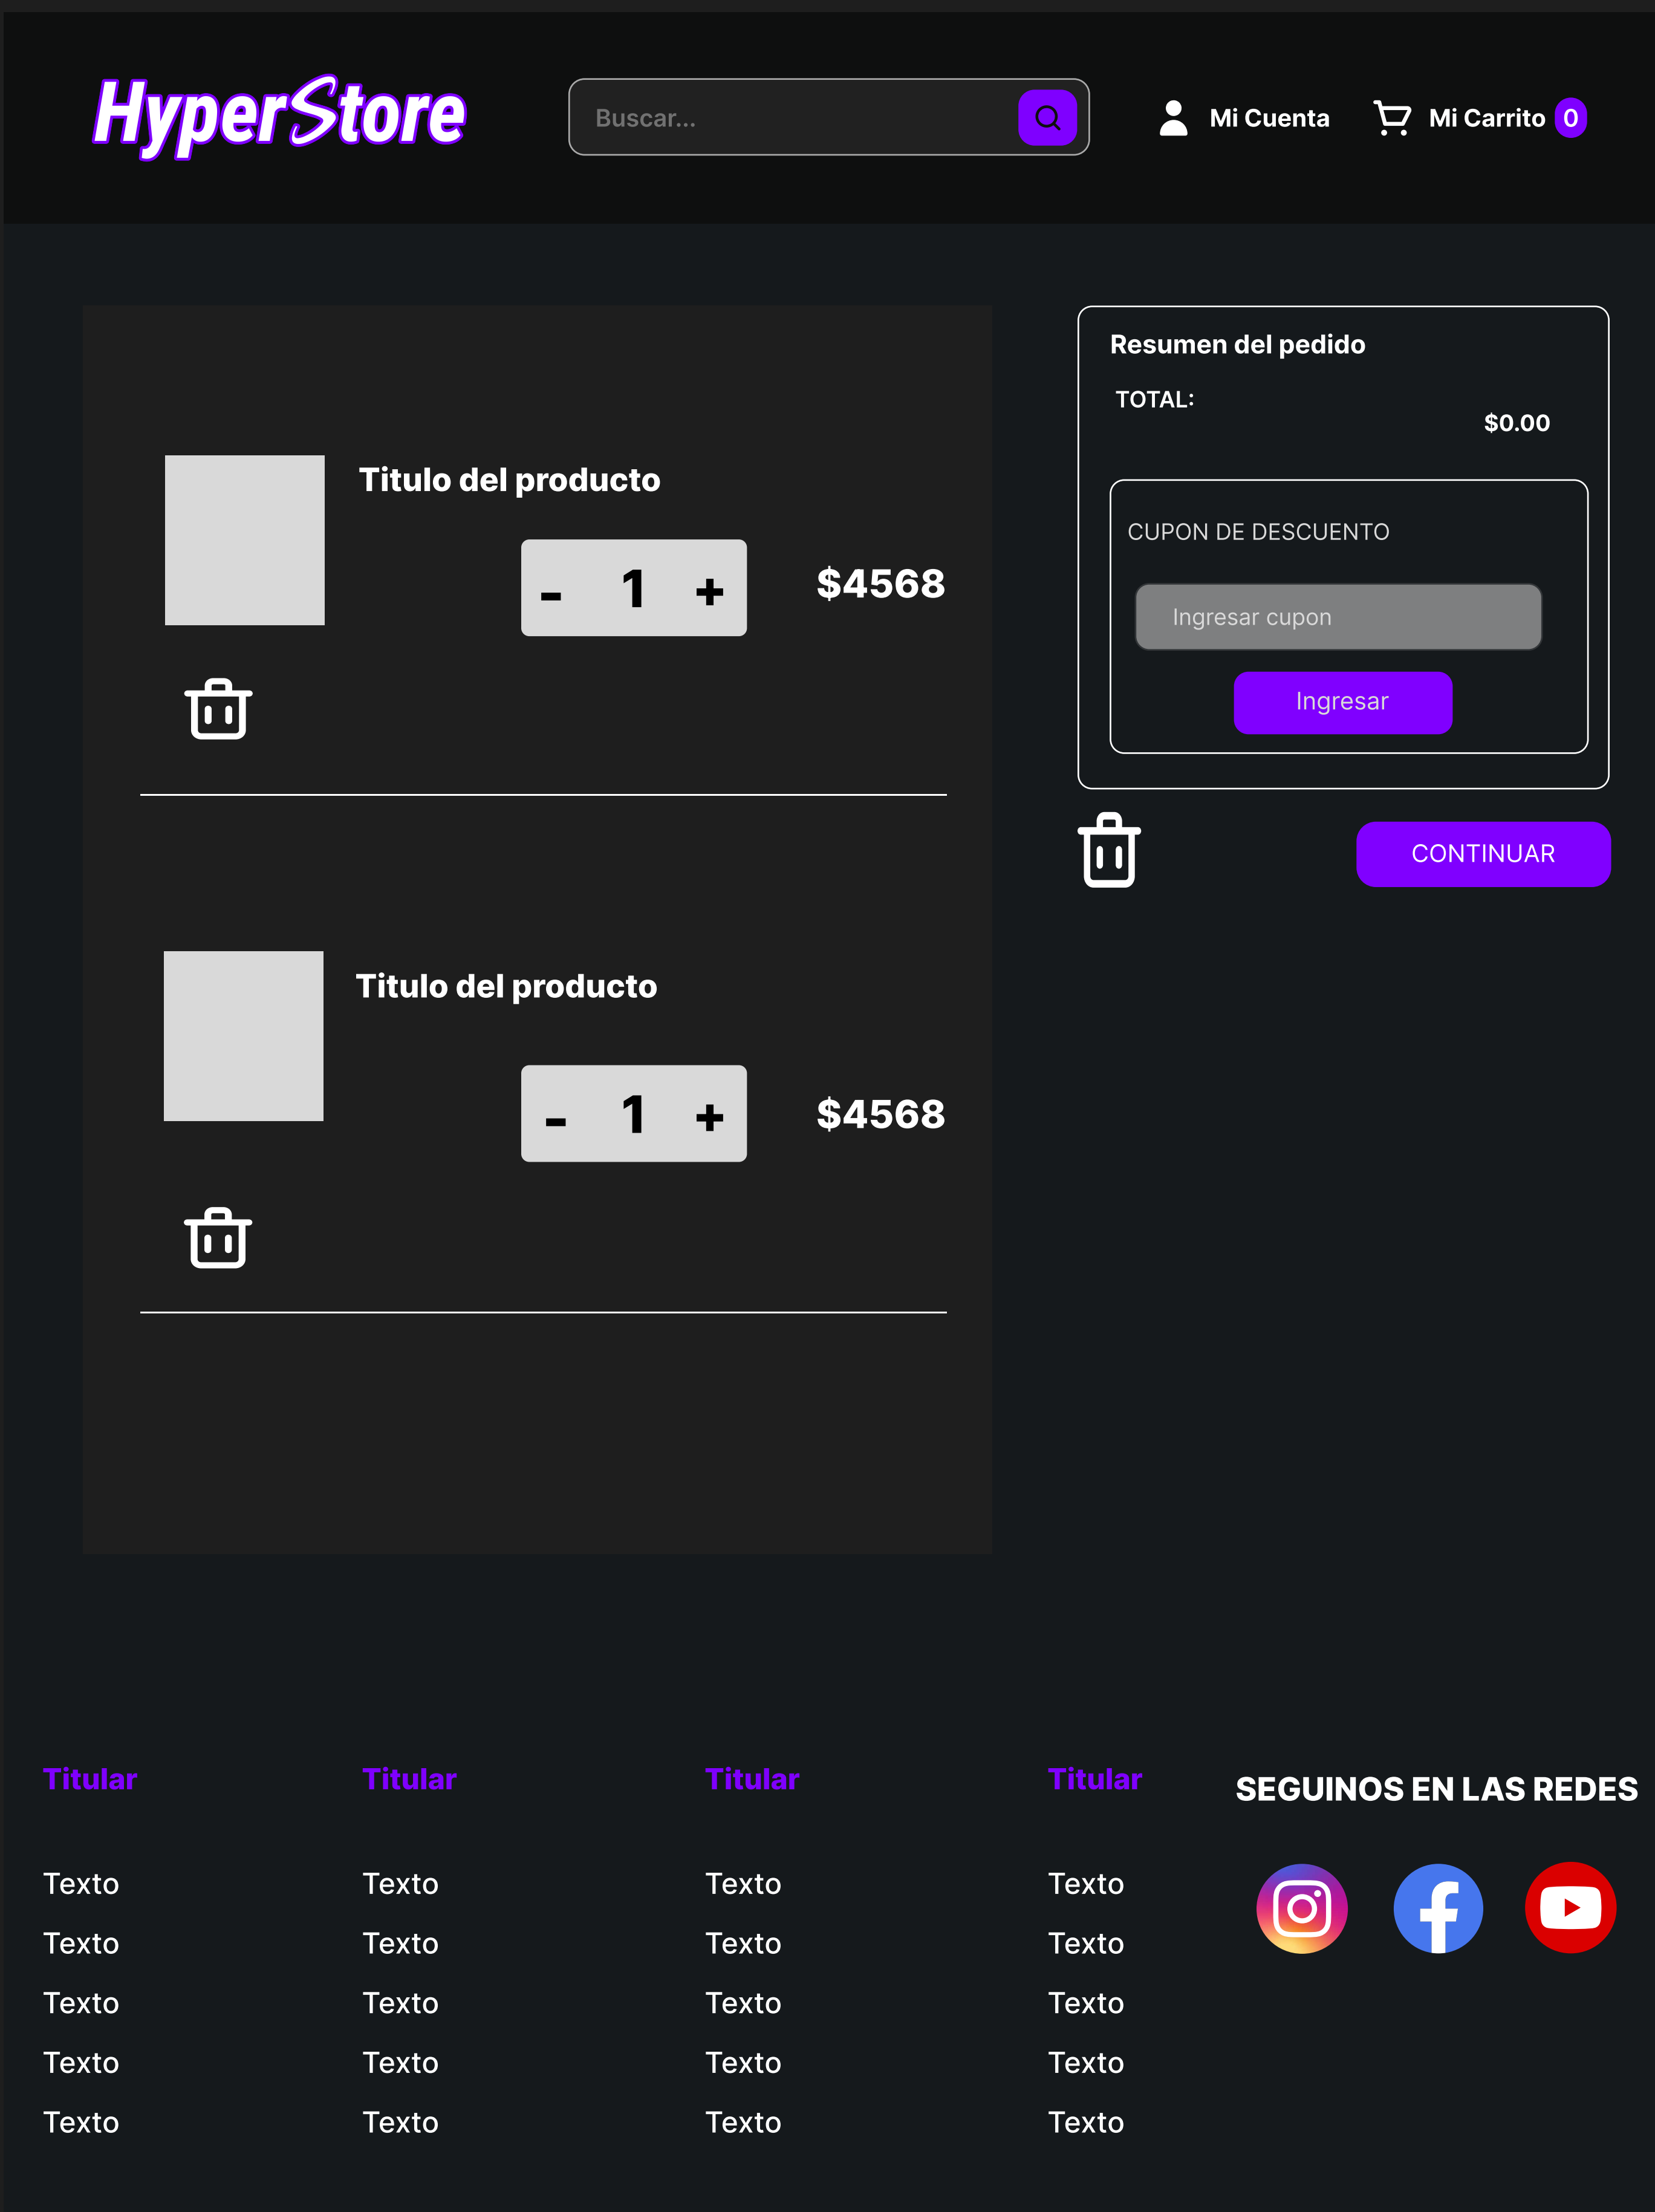 HyperStore
Buscar...
Mi Cuenta
Mi Carrito 0
Resumen del pedido
TOTAL:
$0.00
CUPON DE DESCUENTO
Ingresar cupon
Ingresar
CONTINUAR
Titulo del producto
- 1 +
$4568
Titulo del producto
- 1 +
$4568
Titular
Texto
Texto
Texto
Texto
Texto
Titular
Texto
Texto
Texto
Texto
Texto
Titular
Texto
Texto
Texto
Texto
Texto
Titular
Texto
Texto
Texto
Texto
Texto
SEGUINOS EN LAS REDES